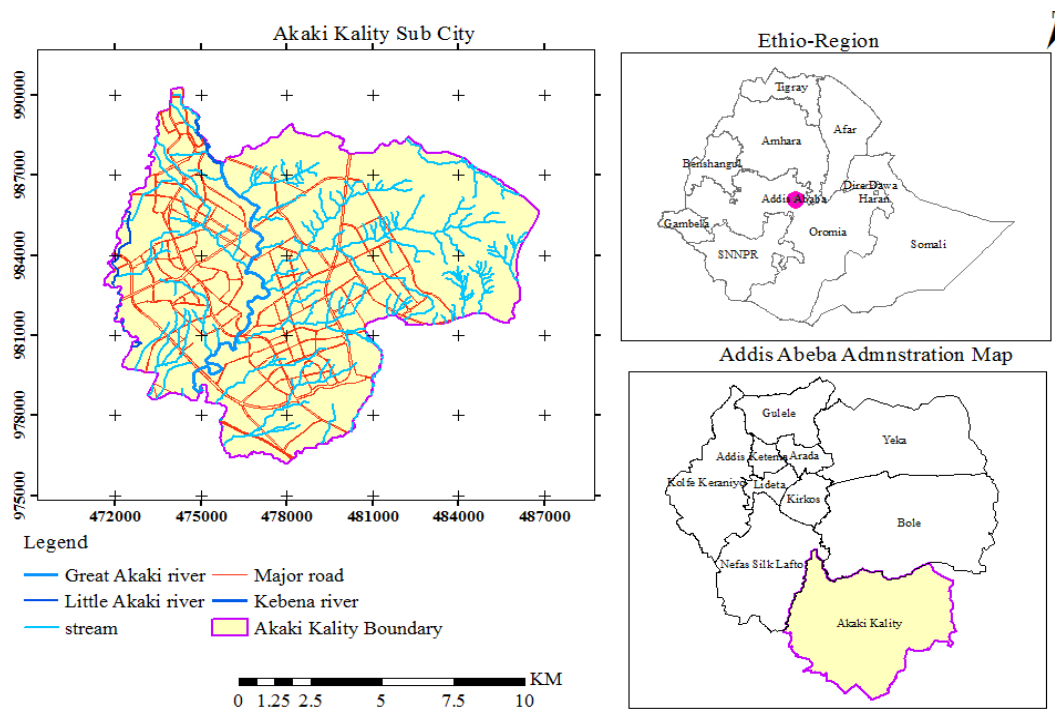 Akaki Kality Sub City
990000
987000
984000
981000
978000
975000
472000 475000 478000 481000 484000 487000
Legend
Great Akaki river
Major road
Little Akaki river
Kebena river
stream
Akaki Kality Boundary
KM
0 1.25 2.5 5 7.5 10
Ethio-Region
Tigray
Afar
Amhara
Benshangul
DireDawa
Addis Ababa
Harari
Gambela
Oromia
Somali
SNNPR
Addis Abeba Admnstration Map
Gulele
Yeka
Addis Ketema
Arada
Kolfe Keraniyo
Lideta
Kirkos
Bole
Nefas Silk Lafto
Akaki Kality